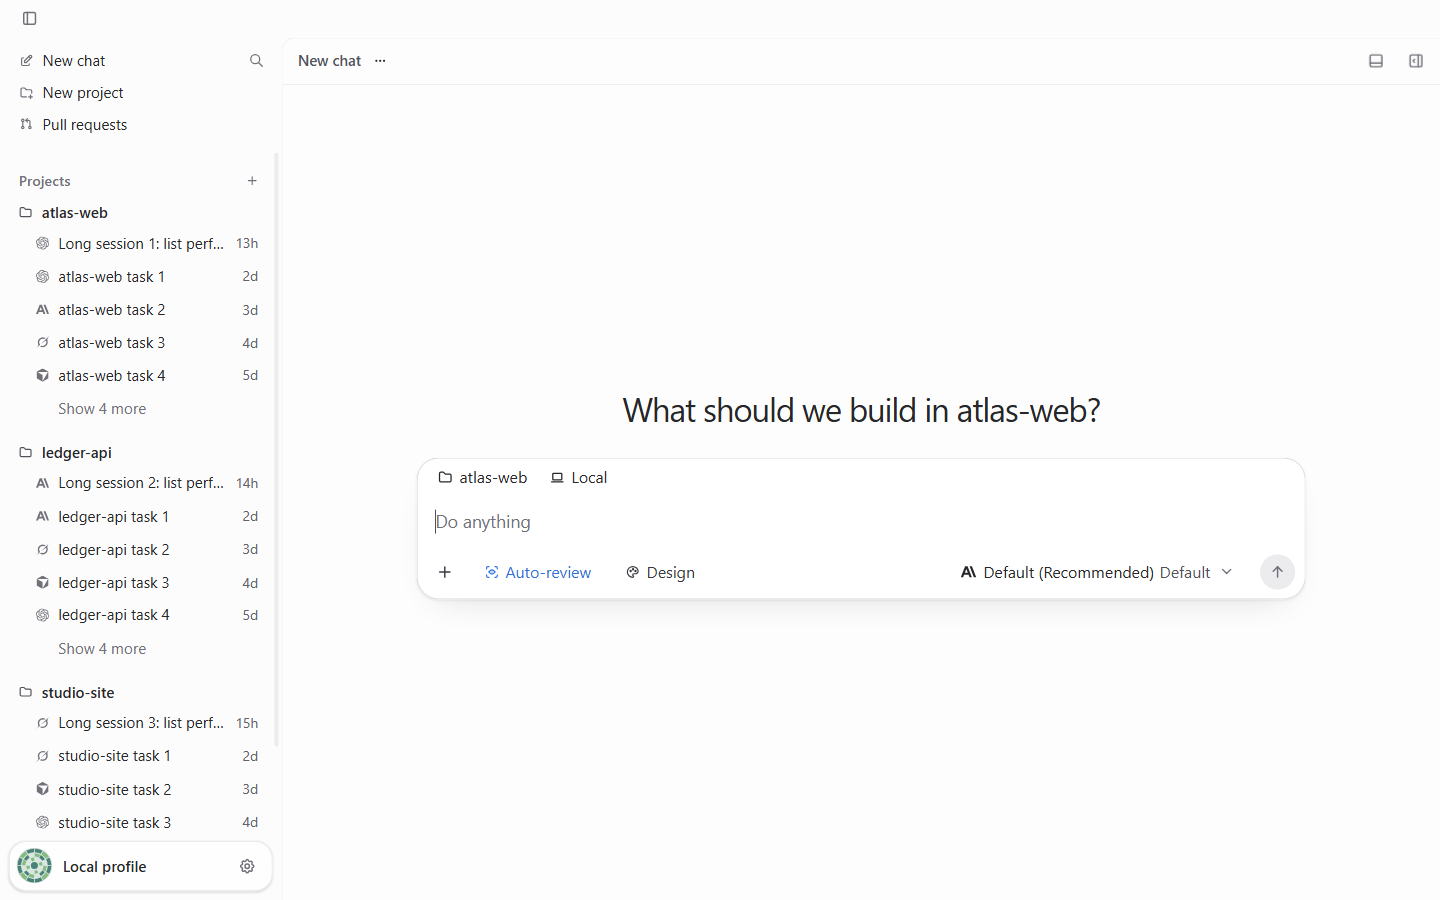 New chat
New project
Pull requests
Projects
atlas-web
Long session 1: list perf... 13h
atlas-web task 1 2d
atlas-web task 2 3d
atlas-web task 3 4d
atlas-web task 4 5d
Show 4 more
ledger-api
Long session 2: list perf... 14h
ledger-api task 1 2d
ledger-api task 2 3d
ledger-api task 3 4d
ledger-api task 4 5d
Show 4 more
studio-site
Long session 3: list perf... 15h
studio-site task 1 2d
studio-site task 2 3d
studio-site task 3 4d
Local profile
New chat
What should we build in atlas-web?
atlas-web Local
Do anything
Auto-review Design Default (Recommended) Default